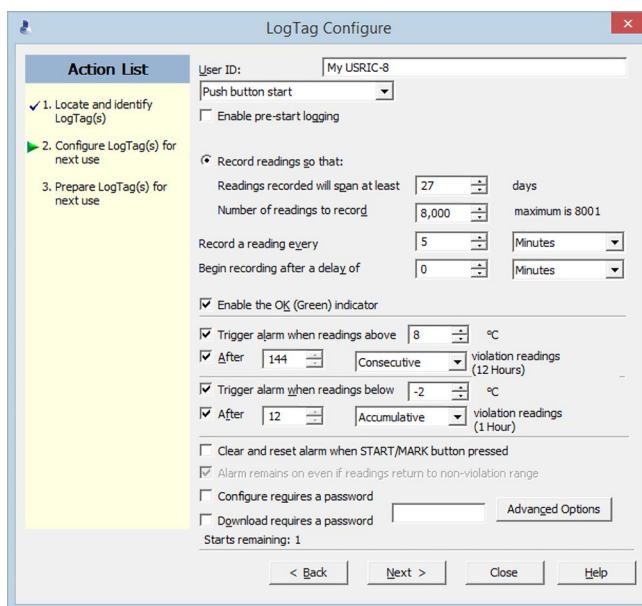 LogTag Configure
Action List
1. Locate and identify
LogTag(s)
2. Configure LogTag(s) for
next use
3. Prepare LogTag(s) for
next use
User ID: My USRIC-8
Push button start
Enable pre-start logging
Record readings so that:
Readings recorded will span at least 27 days
Number of readings to record 8,000 maximum is 8001
Record a reading every 5 Minutes
Begin recording after a delay of 0 Minutes
Enable the OK (Green) indicator
Trigger alarm when readings above 8 ºC
After 144 Consecutive violation readings
(12 Hours)
Trigger alarm when readings below -2 ºC
After 12 Accumulative violation readings
(1 Hour)
Clear and reset alarm when START/MARK button pressed
Alarm remains on even if readings return to non-violation range
Configure requires a password
Download requires a password
Advanced Options
Starts remaining: 1
< Back Next > Close Help